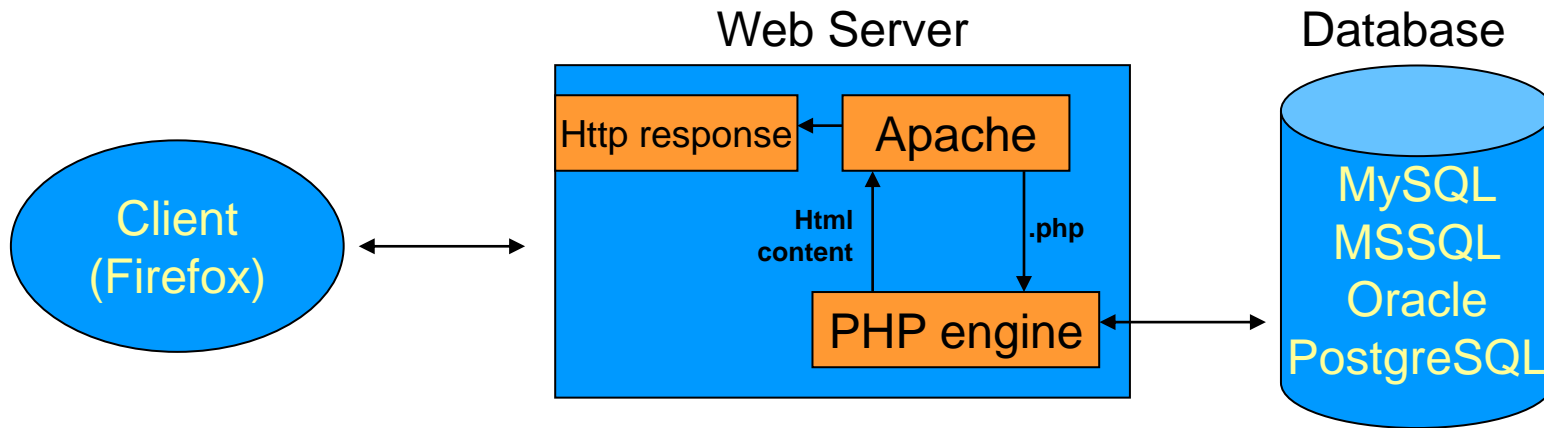 Web Server
Database
Client
(Firefox)
Http response
Apache
Html
content
.php
PHP engine
MySQL
MSSQL
Oracle
PostgreSQL